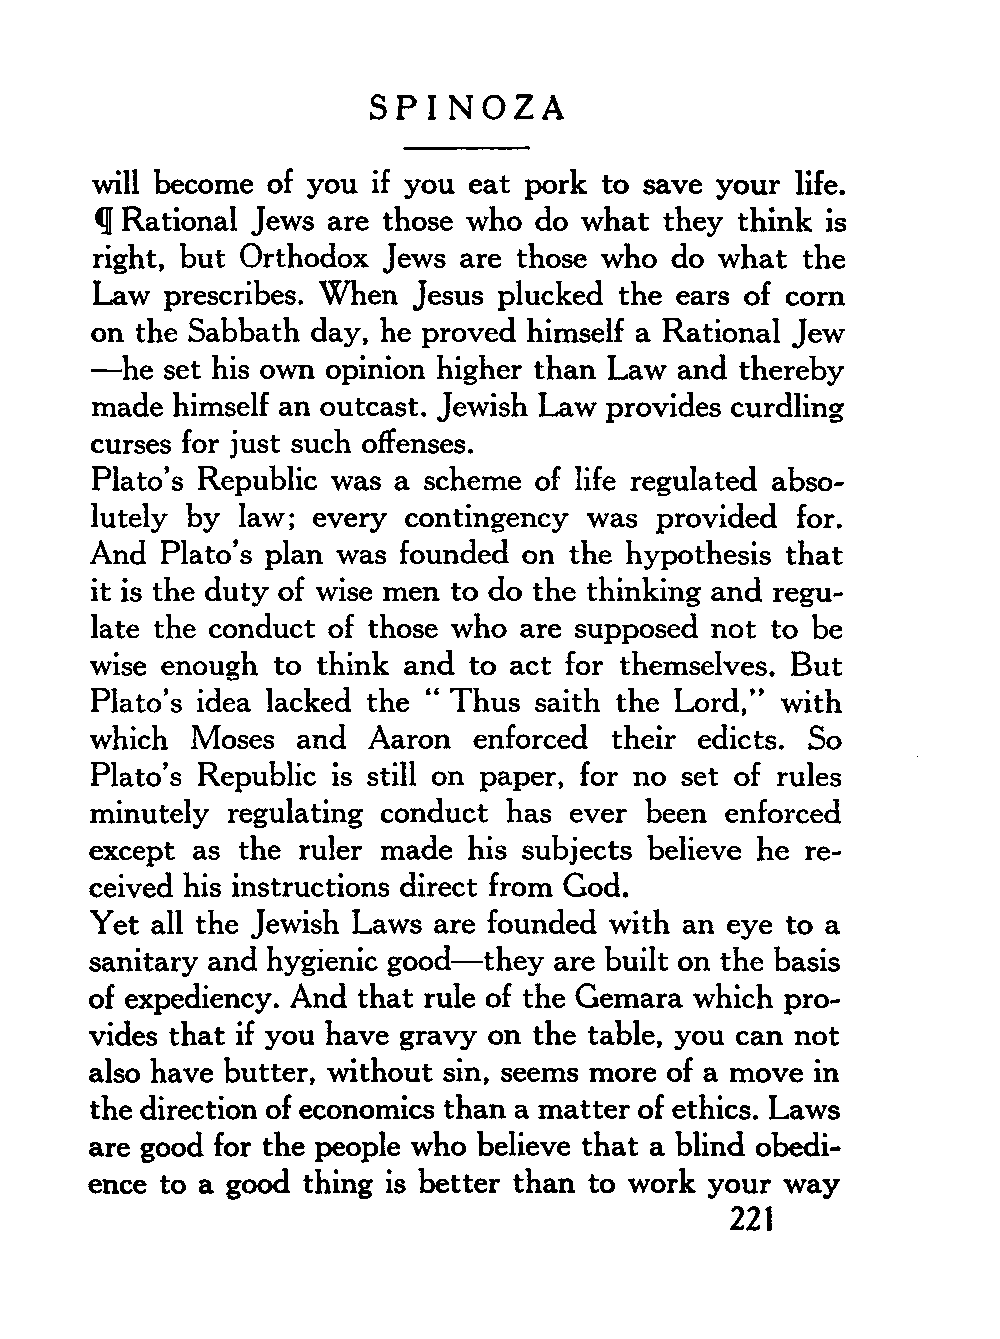 SPINOZA
will become of you if you eat pork to save your life.
¶ Rational Jews are those who do what they think is
right, but Orthodox Jews are those who do what the
Law prescribes. When Jesus plucked the ears of corn
on the Sabbath day, he proved himself a Rational Jew
—he set his own opinion higher than Law and thereby
made himself an outcast. Jewish Law provides curdling
curses for just such offenses.
Plato's Republic was a scheme of life regulated abso-
lutely by law; every contingency was provided for.
And Plato's plan was founded on the hypothesis that
it is the duty of wise men to do the thinking and regu-
late the conduct of those who are supposed not to be
wise enough to think and to act for themselves. But
Plato's idea lacked the “ Thus saith the Lord,” with
which Moses and Aaron enforced their edicts. So
Plato's Republic is still on paper, for no set of rules
minutely regulating conduct has ever been enforced
except as the ruler made his subjects believe he re-
ceived his instructions direct from God.
Yet all the Jewish Laws are founded with an eye to a
sanitary and hygienic good—they are built on the basis
of expediency. And that rule of the Gemara which pro-
vides that if you have gravy on the table, you can not
also have butter, without sin, seems more of a move in
the direction of economics than a matter of ethics. Laws
are good for the people who believe that a blind obedi-
ence to a good thing is better than to work your way
221